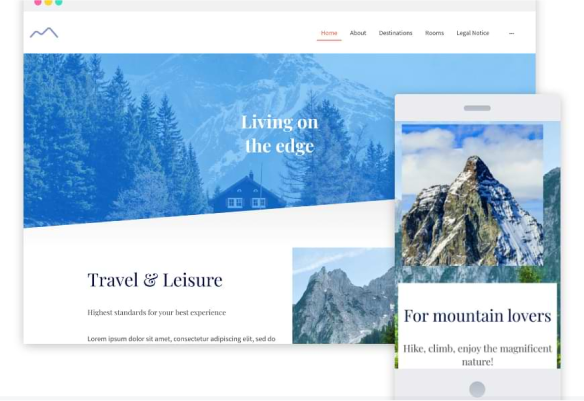 Home About Destinations Rooms Legal Notice ...
Living on
the edge
Travel & Leisure
Highest standards for your best experience
Lorem ipsum dolor sit amet, consectetur adipiscing elit, sed do
For mountain lovers
Hike, climb, enjoy the magnificent
nature!